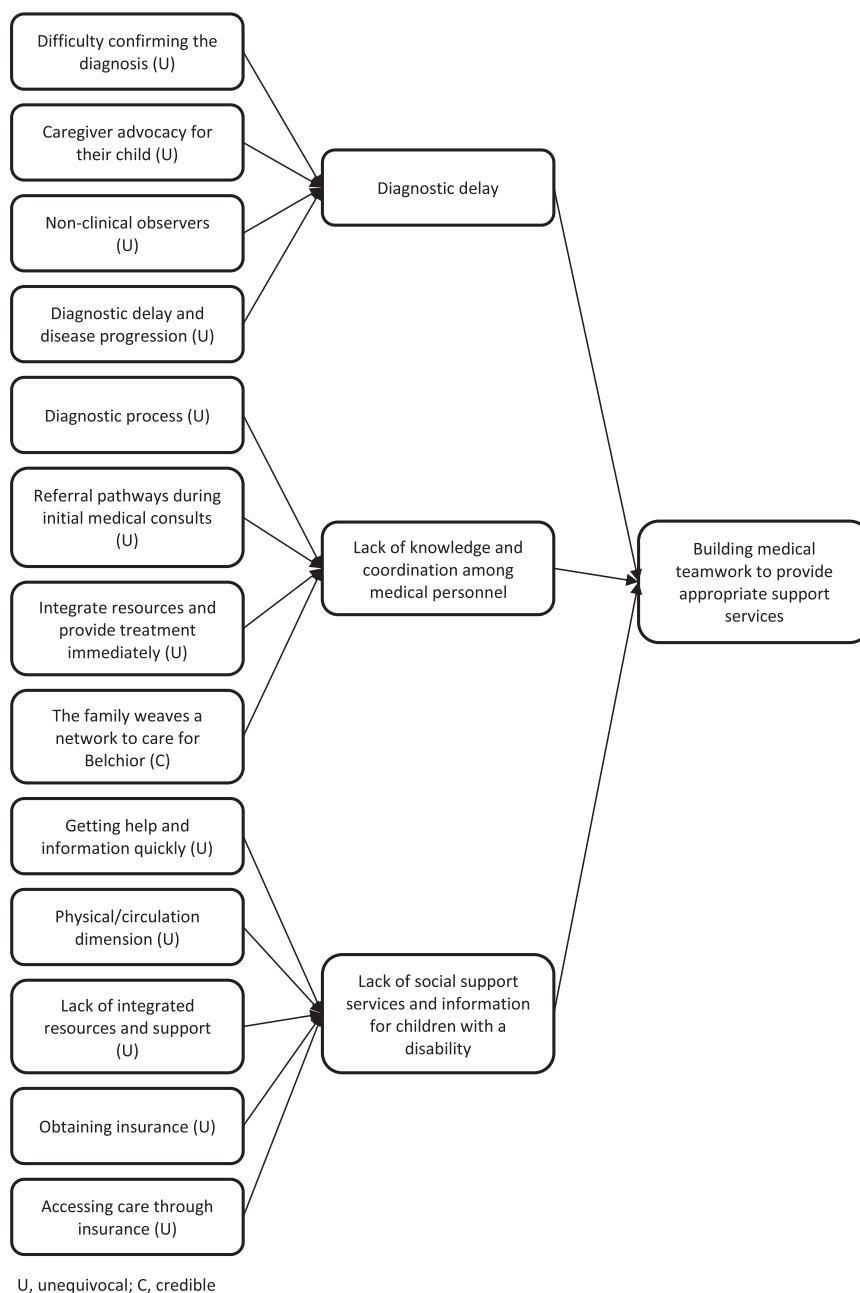 Difficulty confirming the
diagnosis (U)
Caregiver advocacy for
their child (U)
Non-clinical observers
(U)
Diagnostic delay and
disease progression (U)
Diagnostic process (U)
Referral pathways during
initial medical consults
(U)
Integrate resources and
provide treatment
immediately (U)
The family weaves a
network to care for
Belchior (C)
Getting help and
information quickly (U)
Physical/circulation
dimension (U)
Lack of integrated
resources and support
(U)
Obtaining insurance (U)
Accessing care through
insurance (U)
Diagnostic delay
Lack of knowledge and
coordination among
medical personnel
Lack of social support
services and information
for children with a
disability
Building medical
teamwork to provide
appropriate support
services
U, unequivocal; C, credible